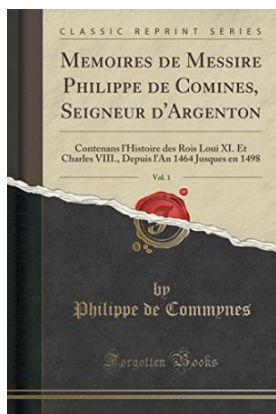 CLASSIC REPRINT SERIES
MEMOIRES DE MESSIRE
PHILIPPE DE COMINES,
SEIGNEUR D'ARGENTON
Contenans l'Histoire des Rois Loui XI. Et
Charles VIII., Depuis l'An 1464 Jusques en 1498
Vol. 1
by
Philippe de Commynes
Forgotten Books